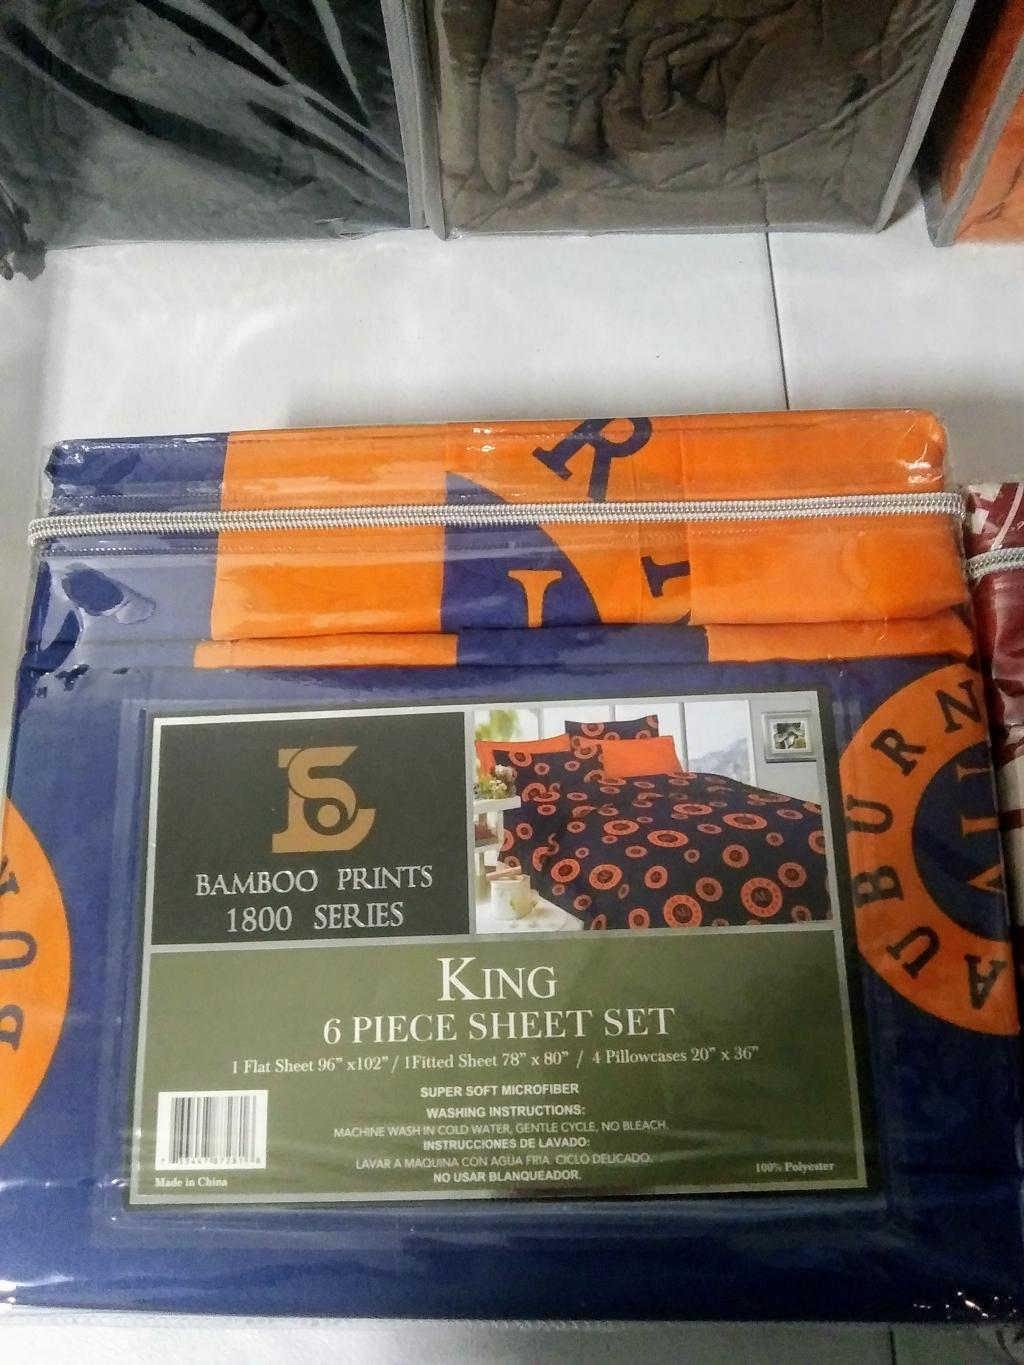 R
BAMBOO PRINTS
1800 SERIES
KING
6 PIECE SHEET SET
1 Flat Sheet 96” x102” / 1Fitted Sheet 78” x 80” / 4 Pillowcases 20” x 36”
SUPER SOFT MICROFIBER
WASHING INSTRUCTIONS:
MACHINE WASH IN COLD WATER, GENTLE CYCLE, NO BLEACH.
INSTRUCCIONES DE LAVADO:
LAVAR A MAQUINA CON AGUA FRIA. CICLO DELICADO.
NO USAR BLANQUEADOR.
Made in China
100% Polyester
AUBURN